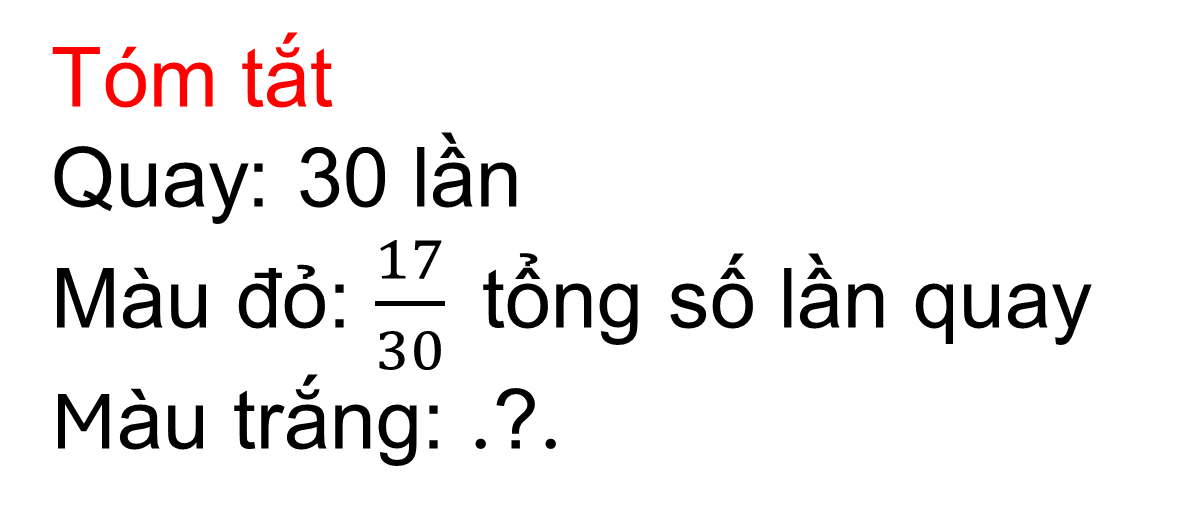 Tóm tắt
Quay: 30 lần
Màu đỏ: 17/30 tổng số lần quay
Màu trắng: .?.